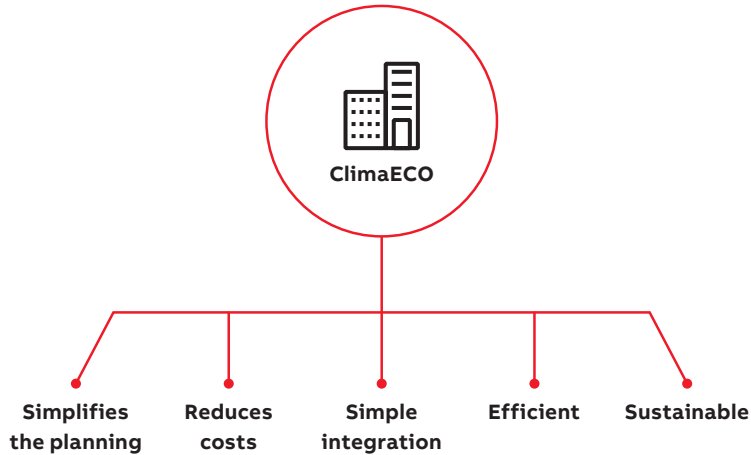 ClimaECO
Simplifies
the planning
Reduces
costs
Simple
integration
Efficient
Sustainable